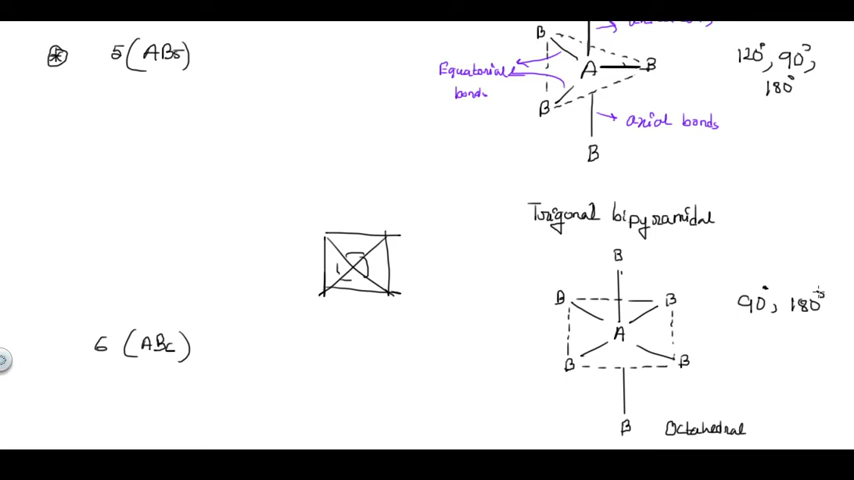 5 (AB5)
B
A
B
B
B
Equatorial
bonds
axial bonds
120°, 90°,
180°
Trigonal bipyramidal
6 (AB6)
B
B
B
A
B
B
B
90°, 180°
Octahedral